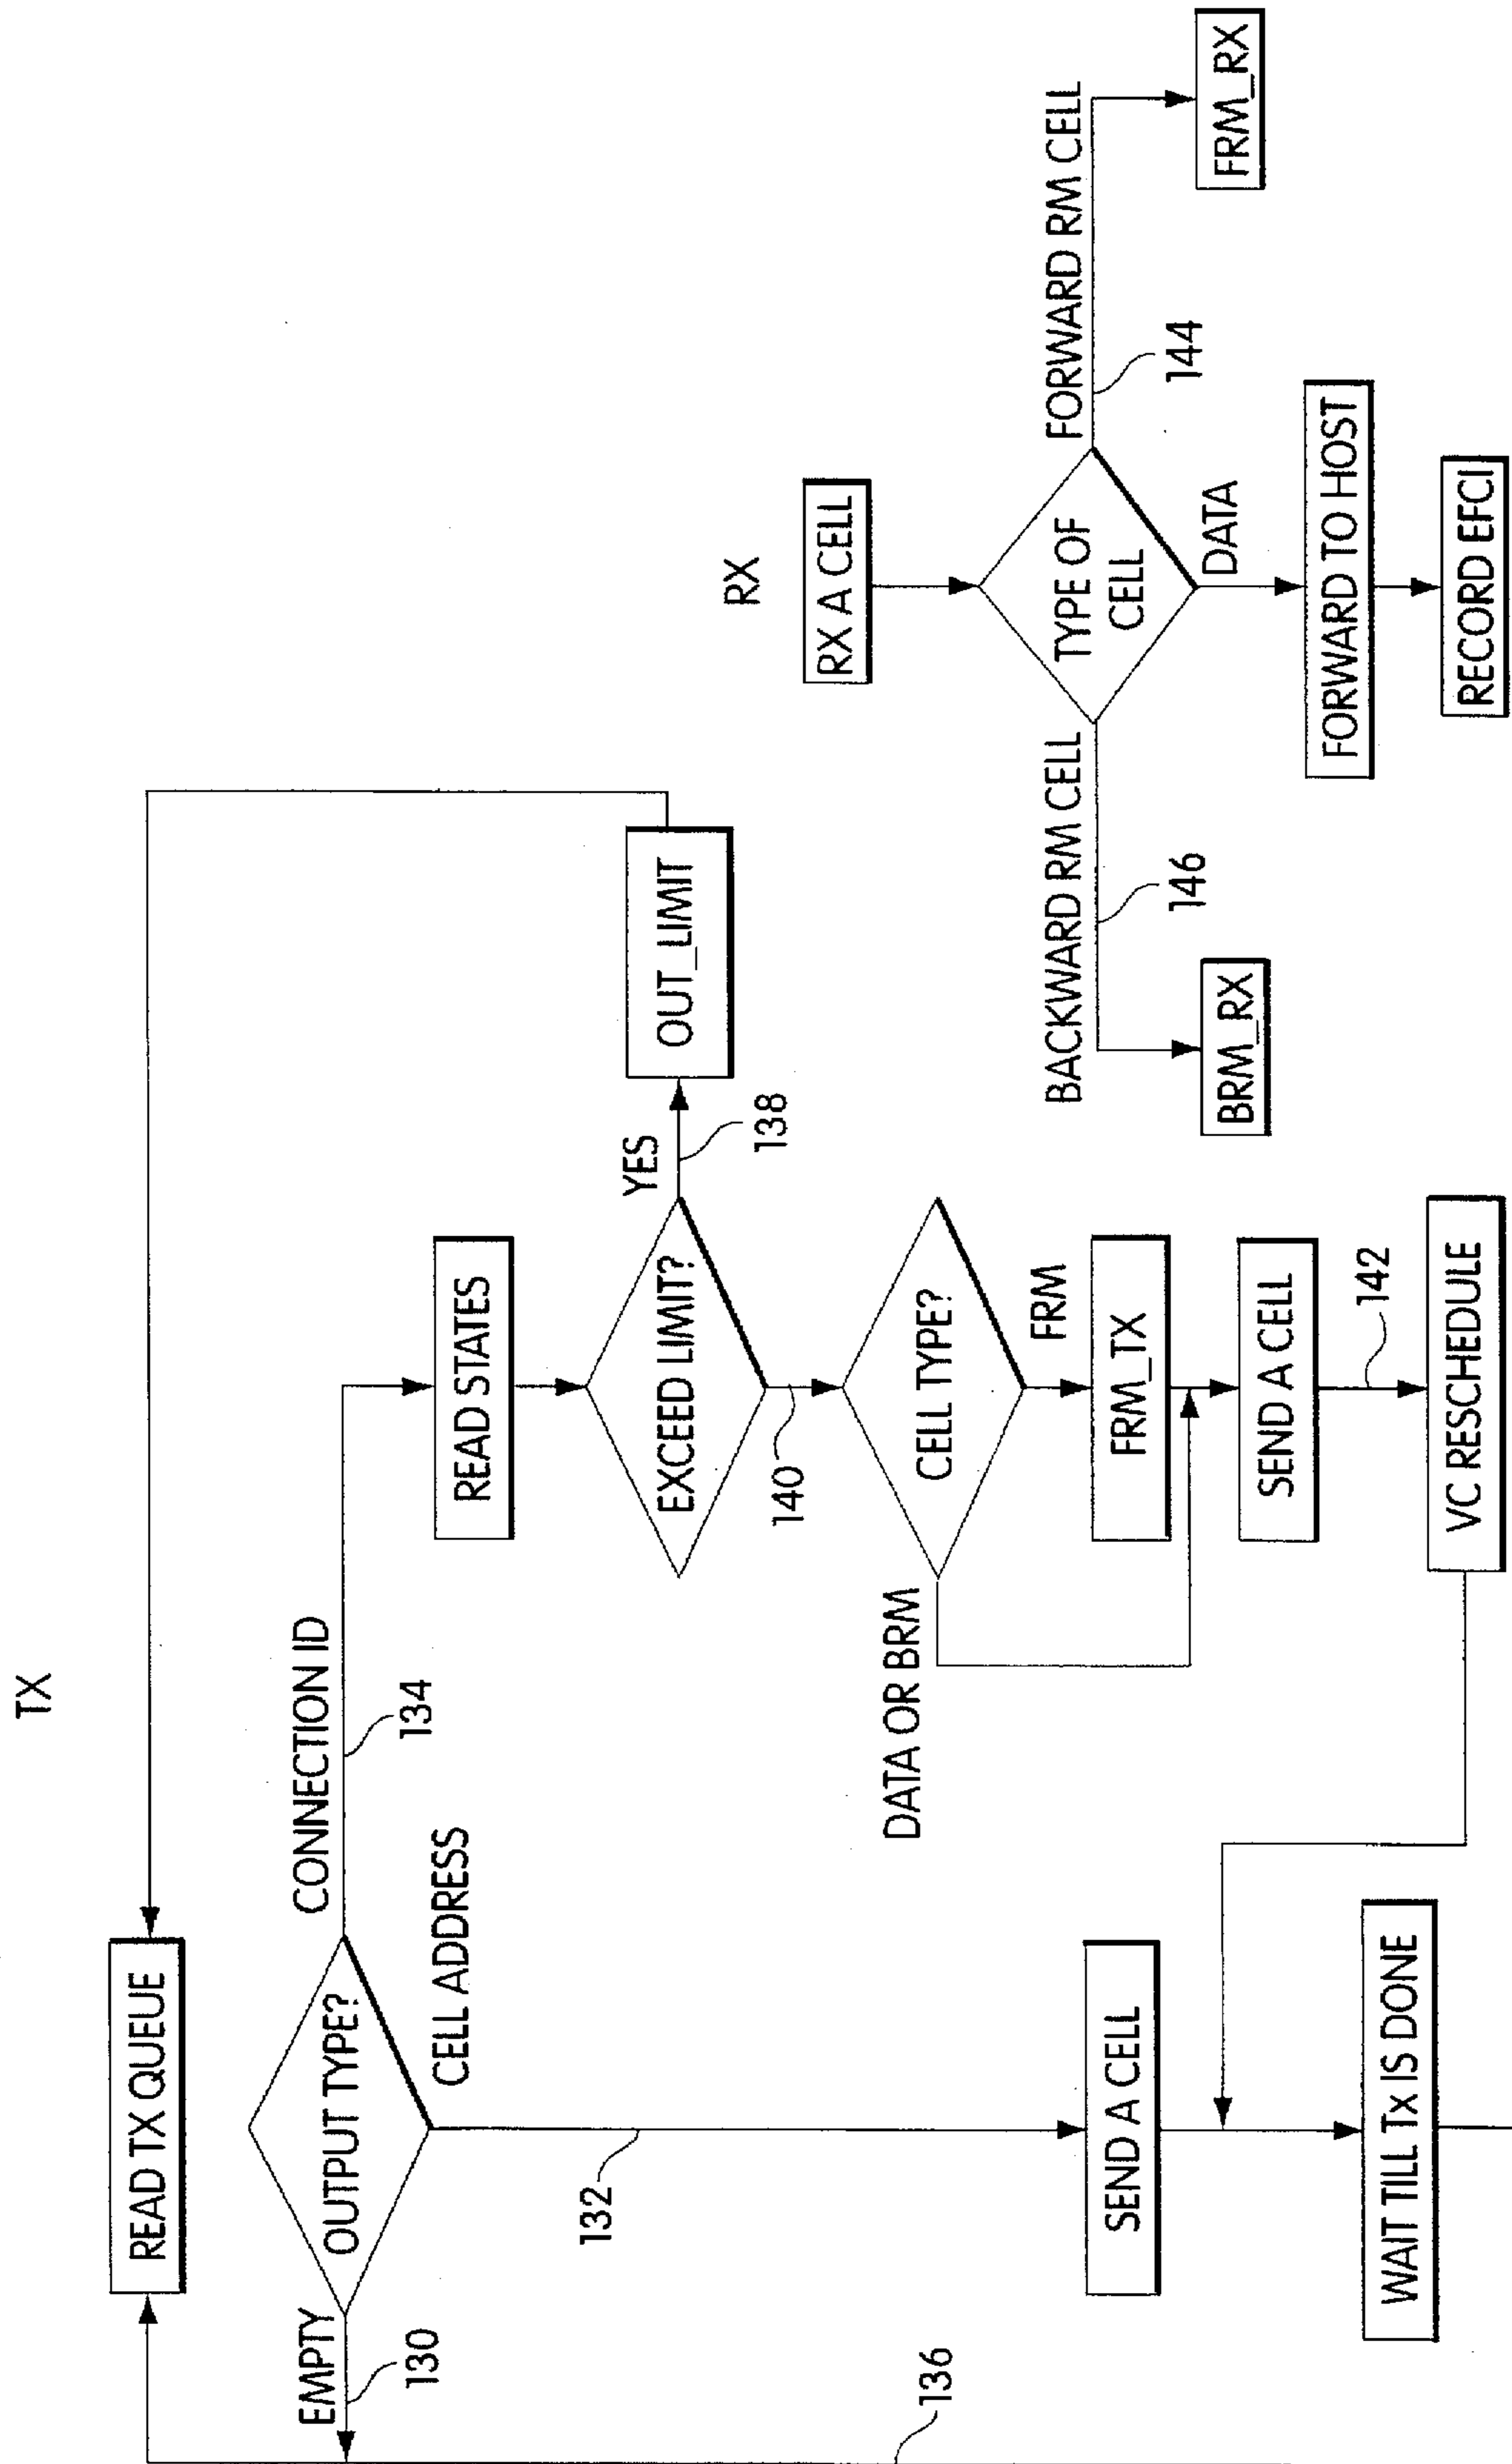 TX
READ TX QUEUE
EMPTY
130
OUTPUT TYPE?
CONNECTION ID
134
CELL ADDRESS
132
136
READ STATES
EXCEED LIMIT?
YES
138
OUT_LIMIT
140
CELL TYPE?
DATA OR BRM
FRM
FRM_TX
SEND A CELL
142
VC RESCHEDULE
SEND A CELL
WAIT TILL Tx IS DONE
RX
RX A CELL
TYPE OF
CELL
BACKWARD RM CELL
146
BRM_RX
FORWARD RM CELL
144
FRM_RX
DATA
FORWARD TO HOST
RECORD EFCI